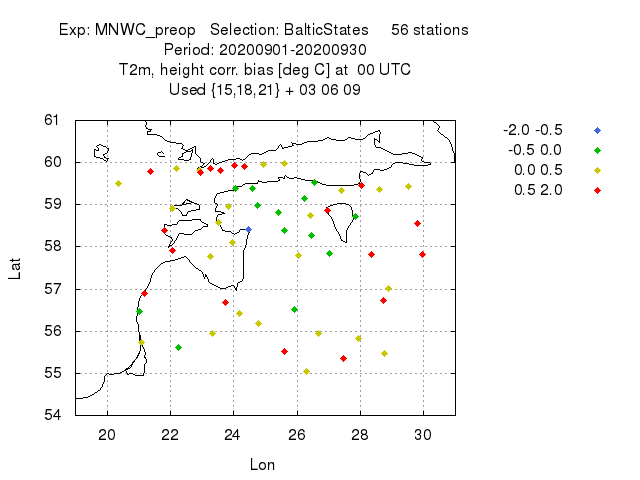 Exp: MNWC_preop   Selection: BalticStates     56 stations
Period: 20200901-20200930
T2m, height corr. bias [deg C] at  00 UTC
Used {15,18,21} + 03 06 09
-2.0 -0.5
-0.5 0.0
0.0 0.5
0.5 2.0
61
60
59
58
57
56
55
54
Lat
20 22 24 26 28 30
Lon